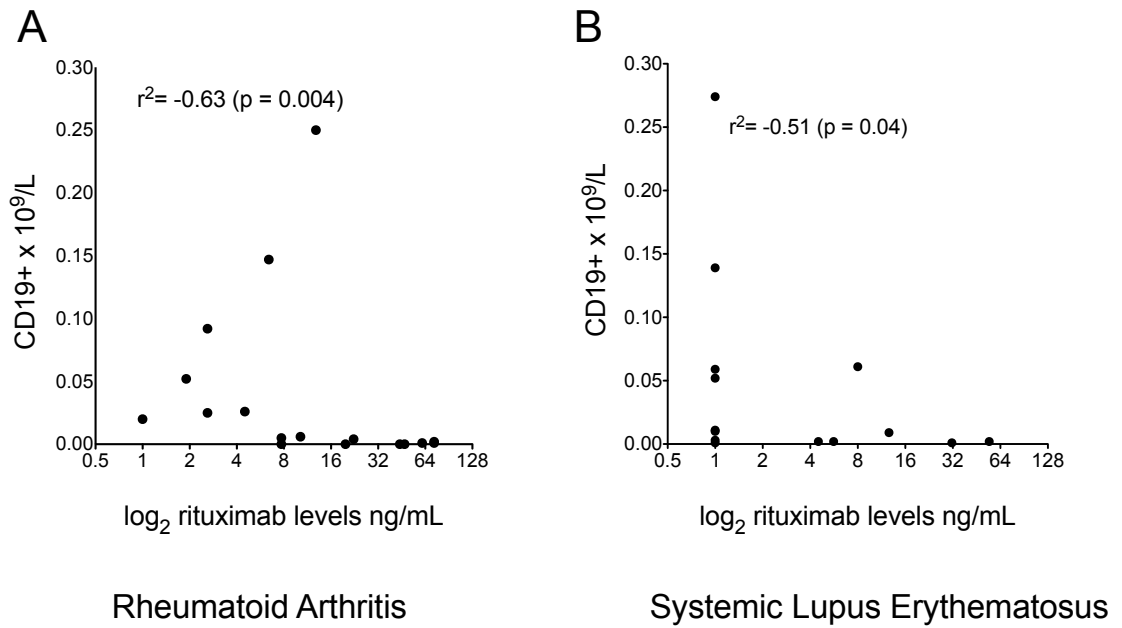 A
0.30
r²= -0.63 (p = 0.004)
0.25
0.20
0.15
0.10
0.05
0.00
CD19+ x 10⁹/L
0.5 1 2 4 8 16 32 64 128
log₂ rituximab levels ng/mL
Rheumatoid Arthritis
B
0.30
r²= -0.51 (p = 0.04)
0.25
0.20
0.15
0.10
0.05
0.00
CD19+ x 10⁹/L
0.5 1 2 4 8 16 32 64 128
log₂ rituximab levels ng/mL
Systemic Lupus Erythematosus